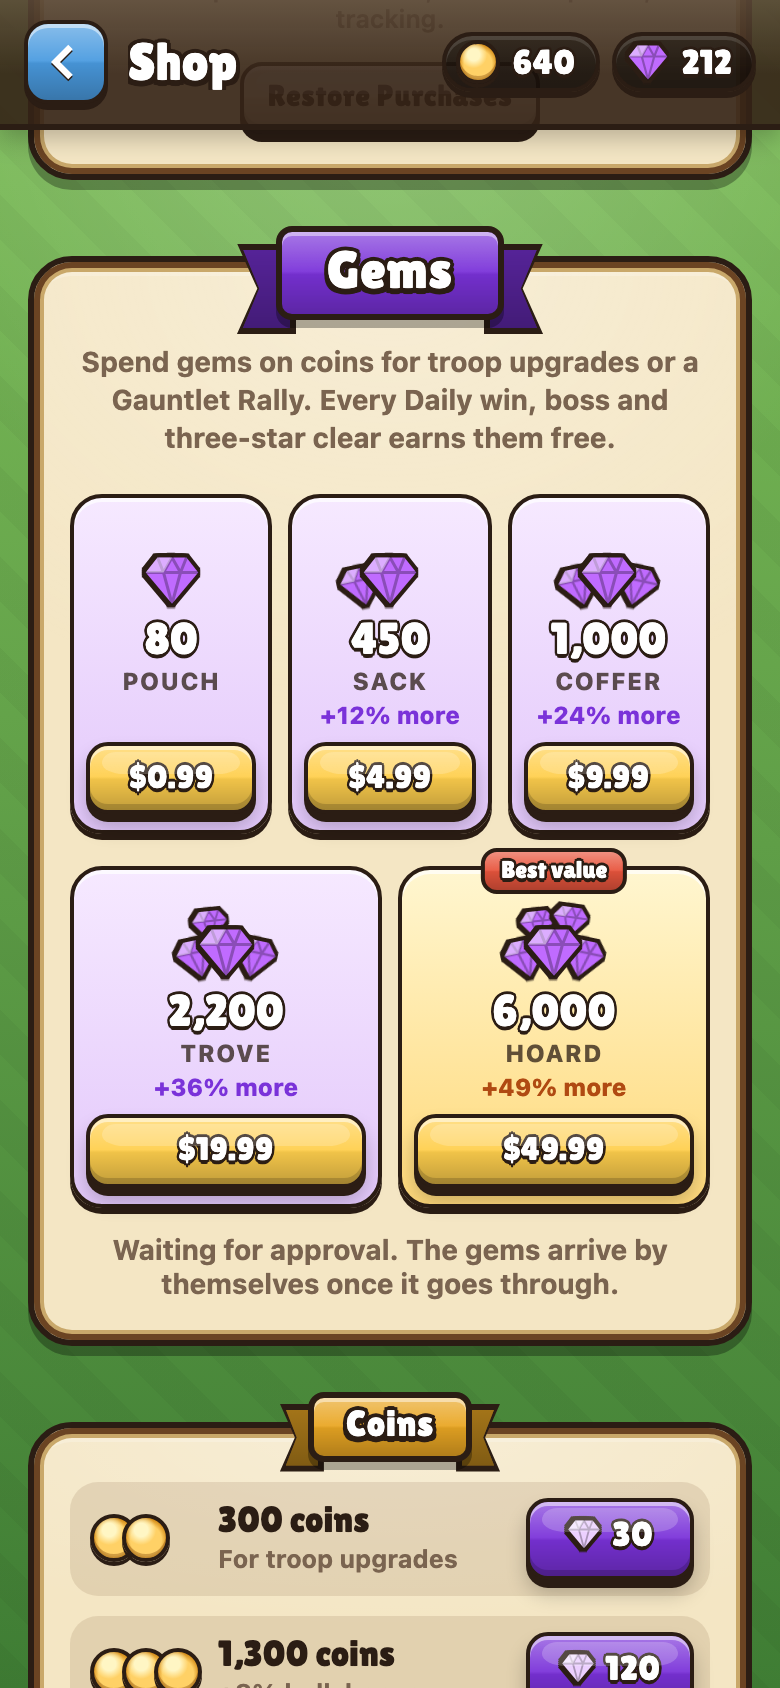 tracking.
Shop
640
212
Restore Purchases
Gems
Spend gems on coins for troop upgrades or a
Gauntlet Rally. Every Daily win, boss and
three-star clear earns them free.
80
POUCH
$0.99
450
SACK
+12% more
$4.99
1,000
COFFER
+24% more
$9.99
2,200
TROVE
+36% more
$19.99
Best value
6,000
HOARD
+49% more
$49.99
Waiting for approval. The gems arrive by
themselves once it goes through.
Coins
300 coins
For troop upgrades
30
1,300 coins
120